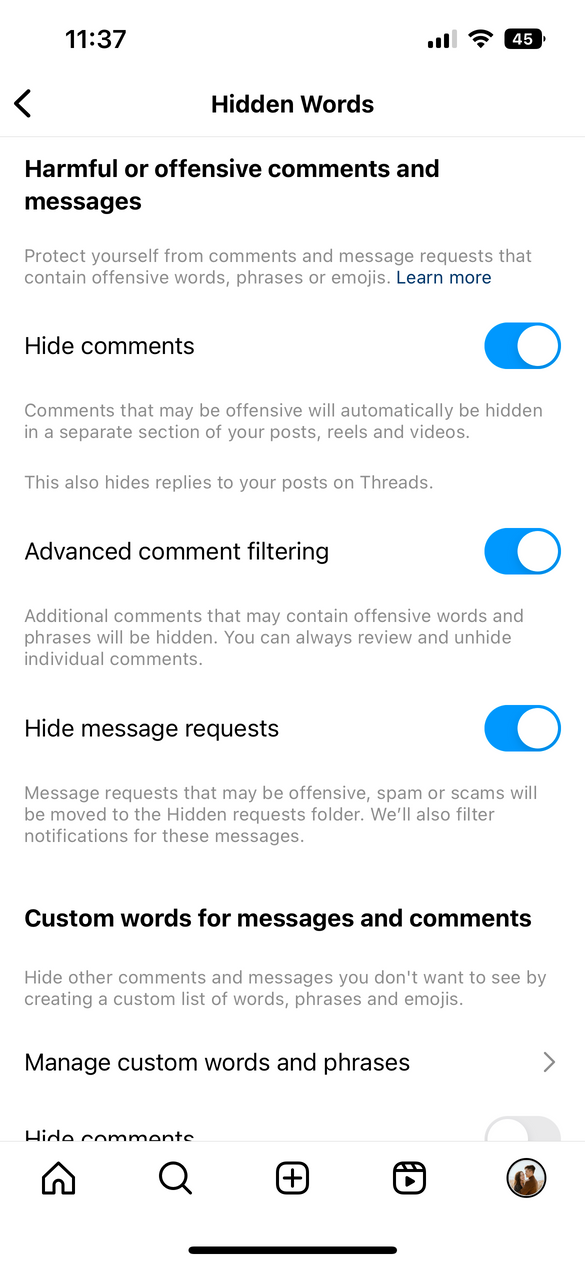 11:37
45
Hidden Words
Harmful or offensive comments and
messages
Protect yourself from comments and message requests that
contain offensive words, phrases or emojis. Learn more
Hide comments
Comments that may be offensive will automatically be hidden
in a separate section of your posts, reels and videos.
This also hides replies to your posts on Threads.
Advanced comment filtering
Additional comments that may contain offensive words and
phrases will be hidden. You can always review and unhide
individual comments.
Hide message requests
Message requests that may be offensive, spam or scams will
be moved to the Hidden requests folder. We’ll also filter
notifications for these messages.
Custom words for messages and comments
Hide other comments and messages you don't want to see by
creating a custom list of words, phrases and emojis.
Manage custom words and phrases
Hide comments